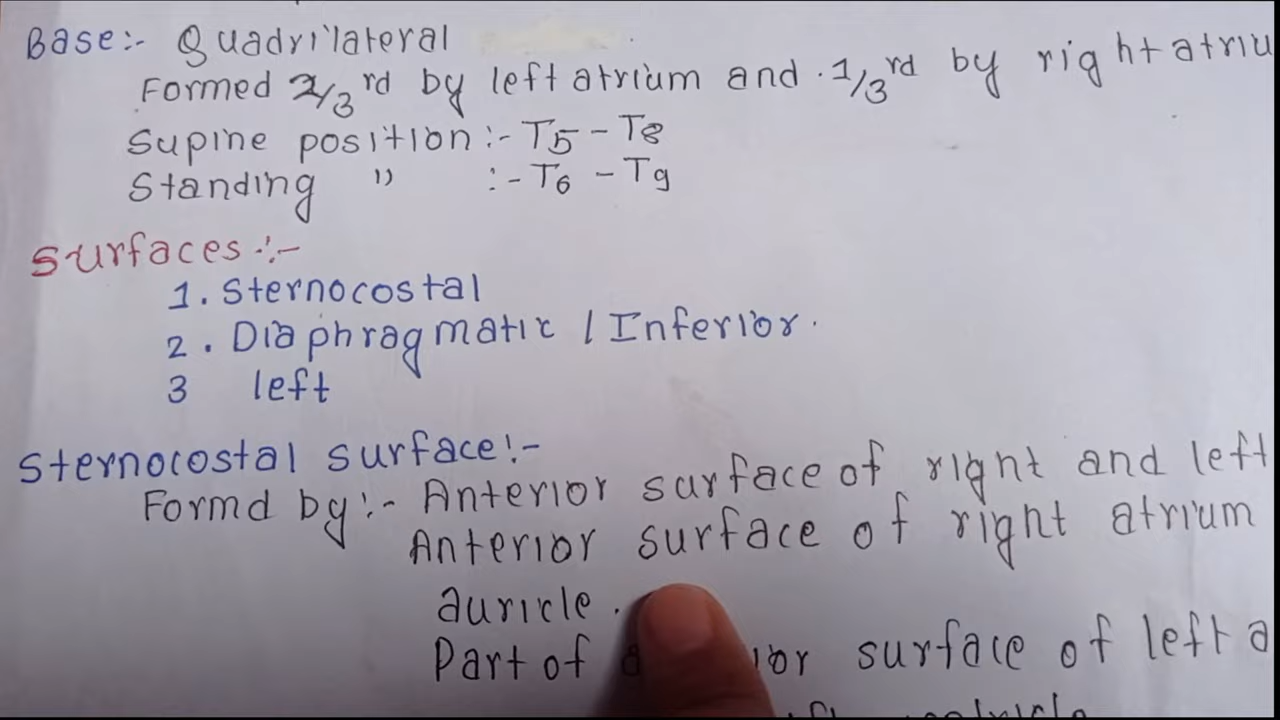 Base:- Quadrilateral
Formed 2/3rd by left atrium and 1/3rd by right atriu
Supine position :- T5 - T8
Standing " :- T6 - T9
Surfaces :-
1. Sternocostal
2. Diaphragmatic / Inferior.
3 left
Sternocostal surface :-
Formd by :- Anterior surface of right and left
Anterior surface of right atrium
auricle.
Part of surface of left a